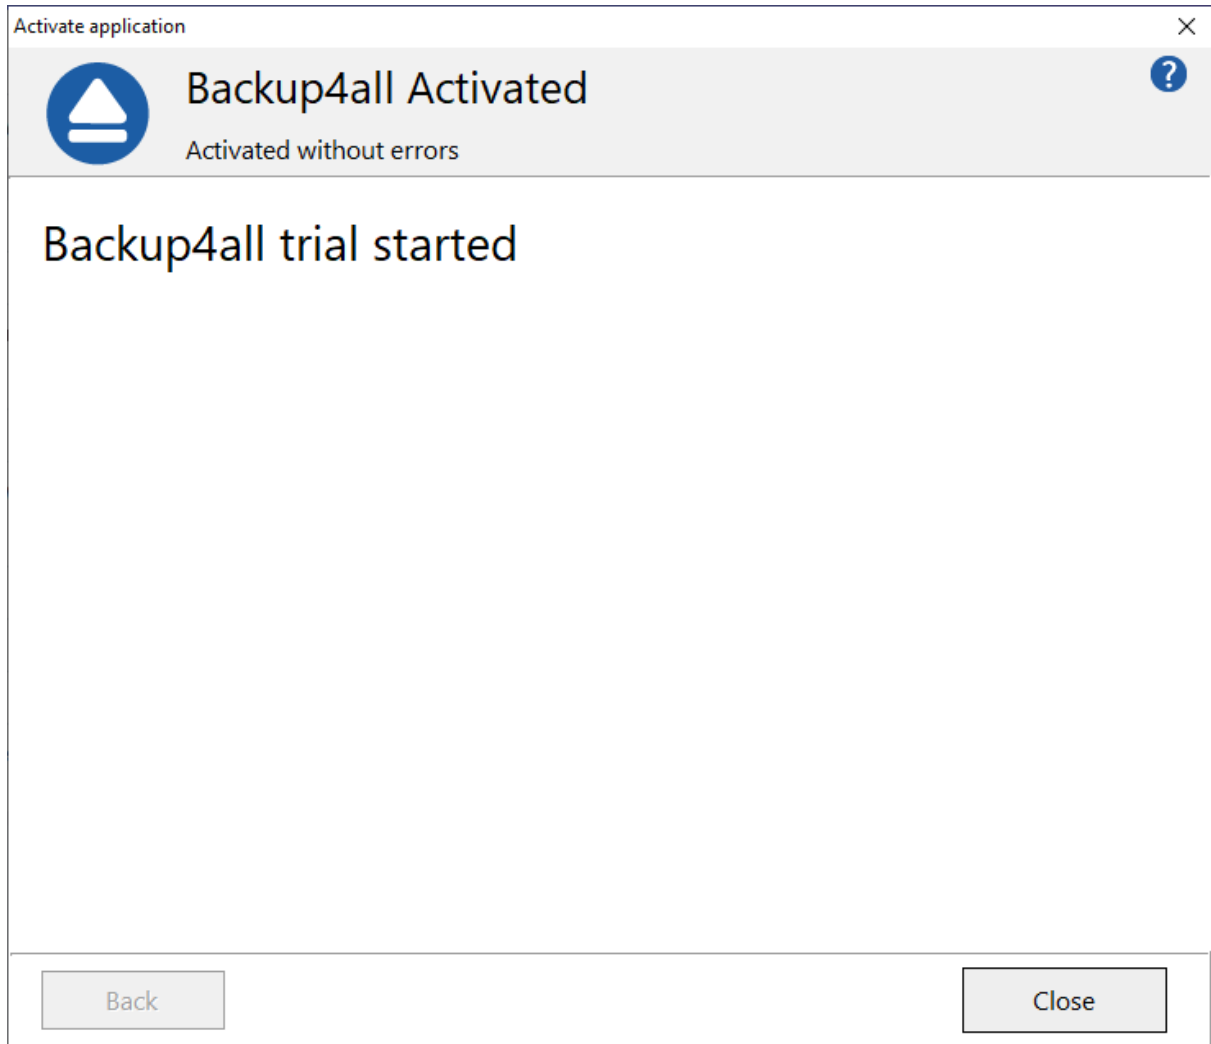 Activate application
Backup4all Activated
Activated without errors
Backup4all trial started
Back
Close